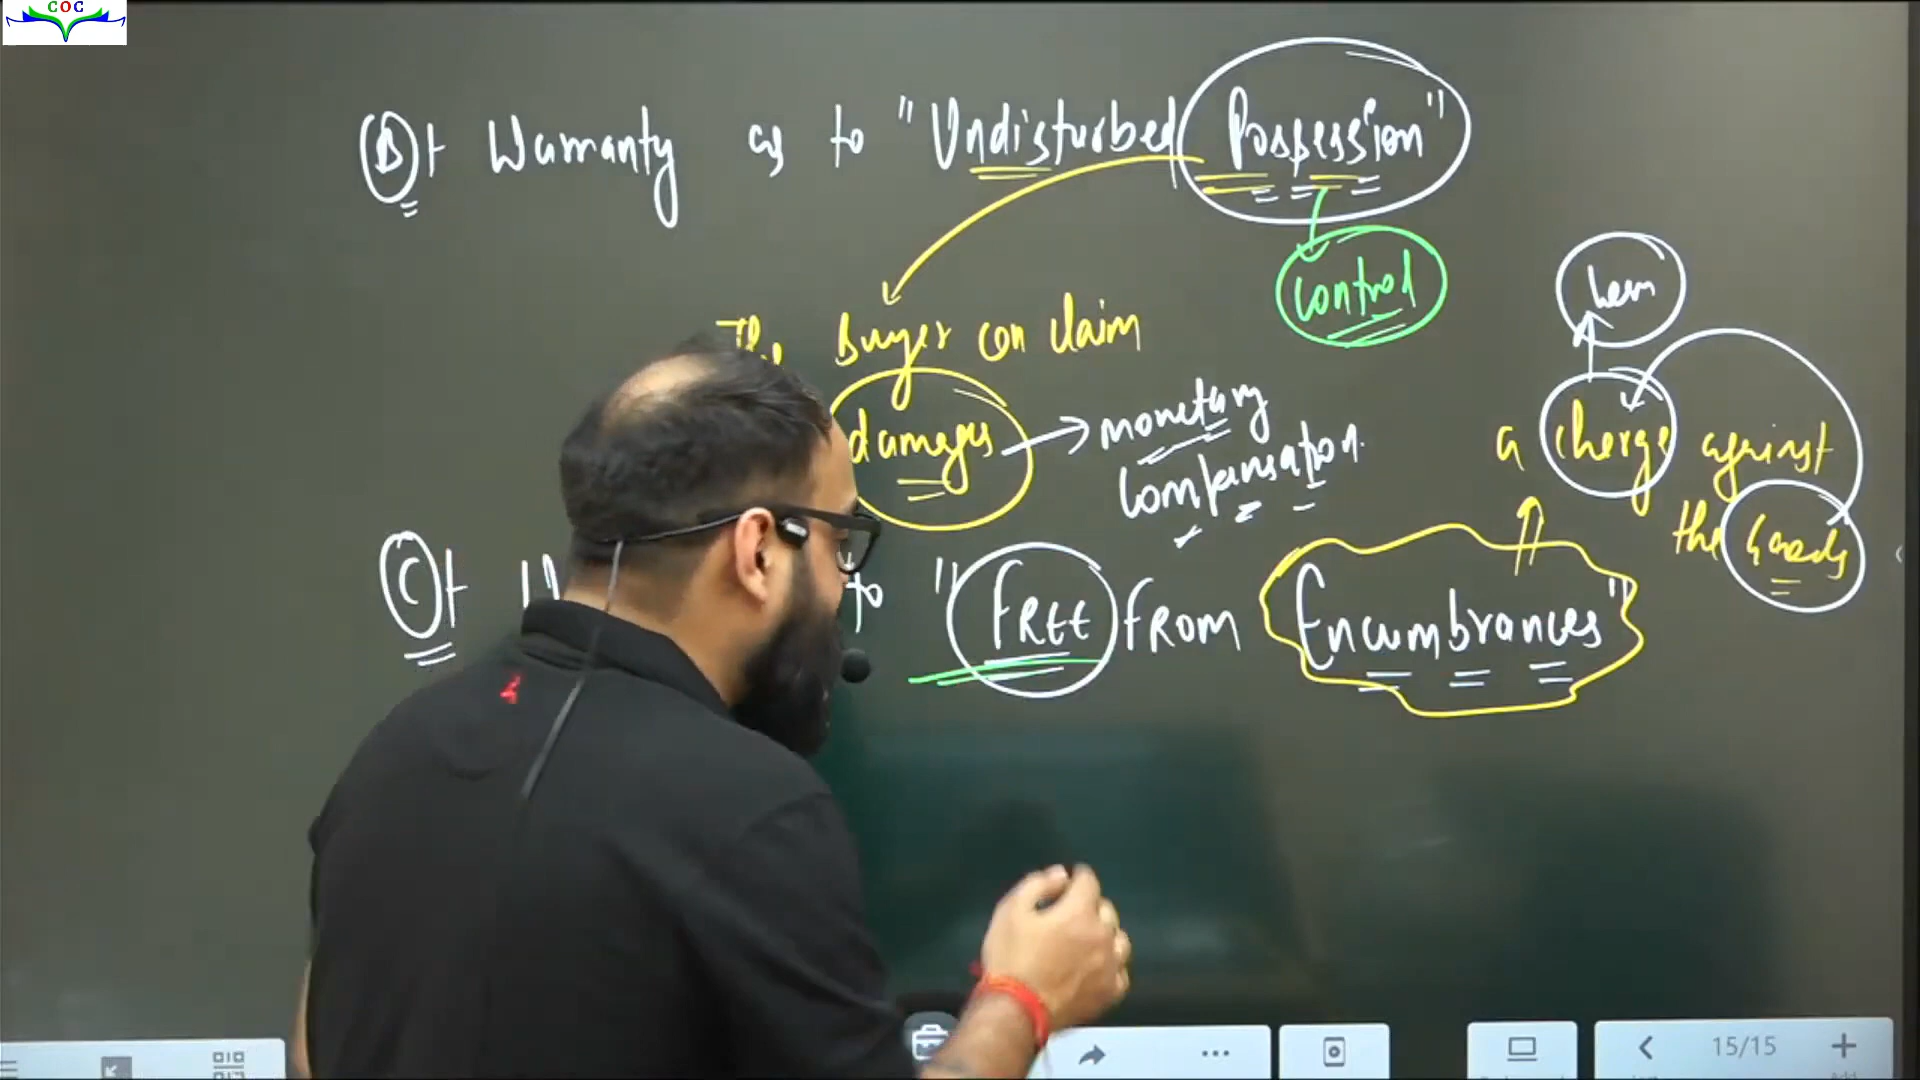 COC
(B)+ Warranty as to "Undisturbed Possession"
control
Lien
The Buyer can claim
damages → monetary
compensation.
a charge against
the Goods
(C)+ to "FREE FROM Encumbrances"
15/15